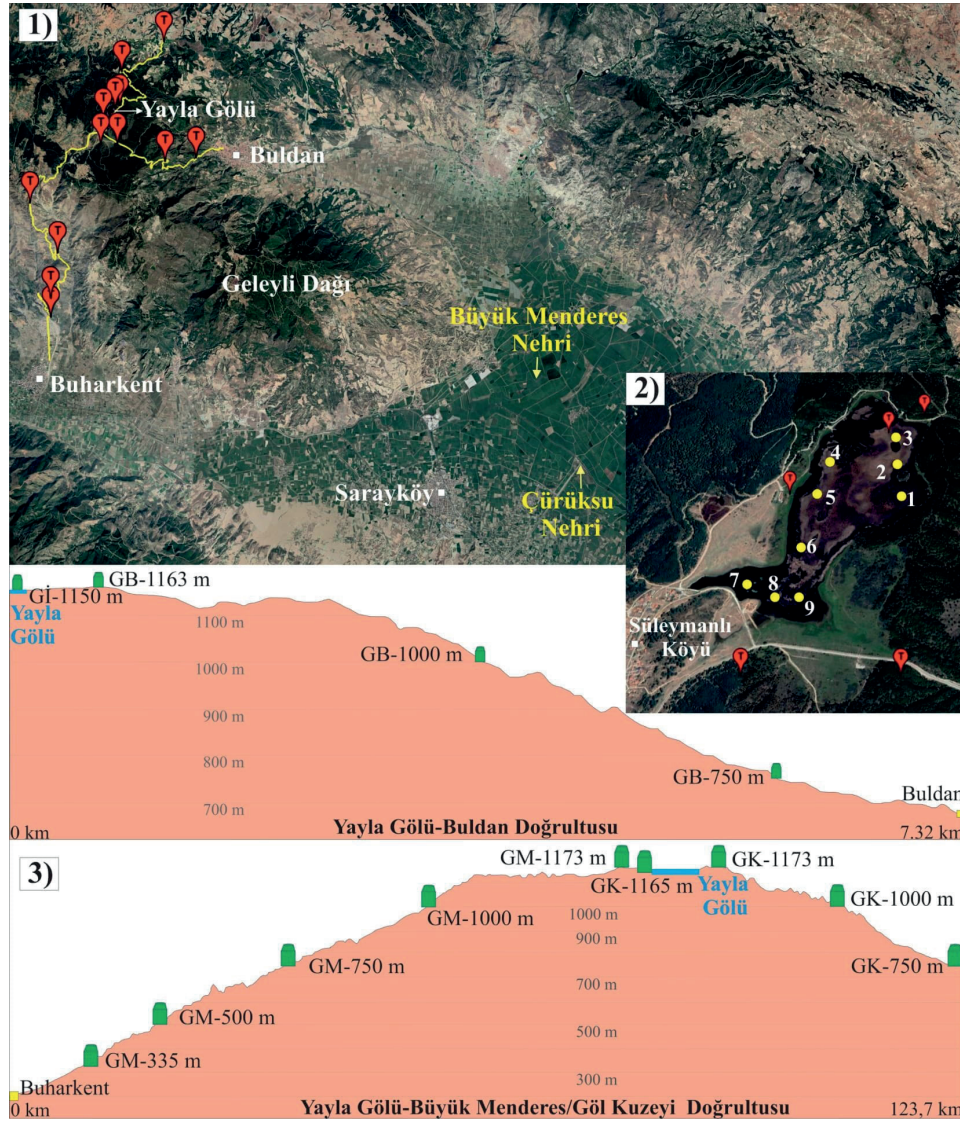 1)
T
T
T
T
T
Yayla Gölü
T
T
T
T
Buldan
T
T
Geleyli Dağı
T
T
Büyük Menderes
Nehri
Buharkent
Sarayköy
Çürüksu
Nehri
2)
T
T
3
4
2
T
5
1
6
7
8
9
Süleymanlı
Köyü
T
T
GB-1163 m
Gİ-1150 m
Yayla
Gölü
1100 m
GB-1000 m
1000 m
900 m
800 m
GB-750 m
700 m
Buldan
0 km
Yayla Gölü-Buldan Doğrultusu
7.32 km
3)
GM-1173 m
GK-1173 m
GK-1165 m
Yayla
Gölü
GM-1000 m
GK-1000 m
1000 m
900 m
GM-750 m
GK-750 m
700 m
GM-500 m
500 m
GM-335 m
300 m
Buharkent
0 km
Yayla Gölü-Büyük Menderes/Göl Kuzeyi Doğrultusu
123,7 km